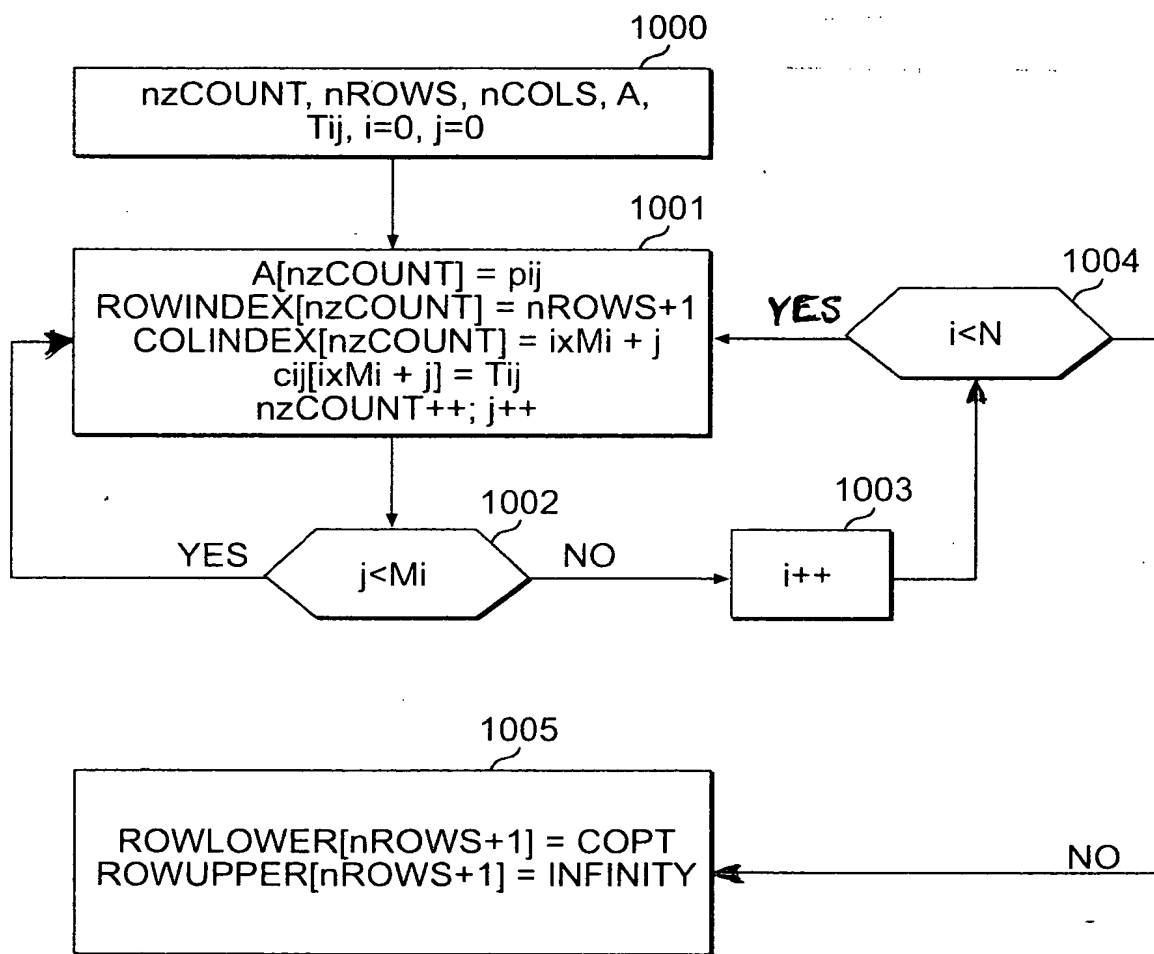 1000
nzCOUNT, nROWS, nCOLS, A,
Tij, i=0, j=0
1001
A[nzCOUNT] = pij
ROWINDEX[nzCOUNT] = nROWS+1
COLINDEX[nzCOUNT] = ixMi + j
cij[ixMi + j] = Tij
nzCOUNT++; j++
YES
1004
i<N
1002
YES
j<Mi
NO
1003
i++
1005
ROWLOWER[nROWS+1] = COPT
ROWUPPER[nROWS+1] = INFINITY
NO